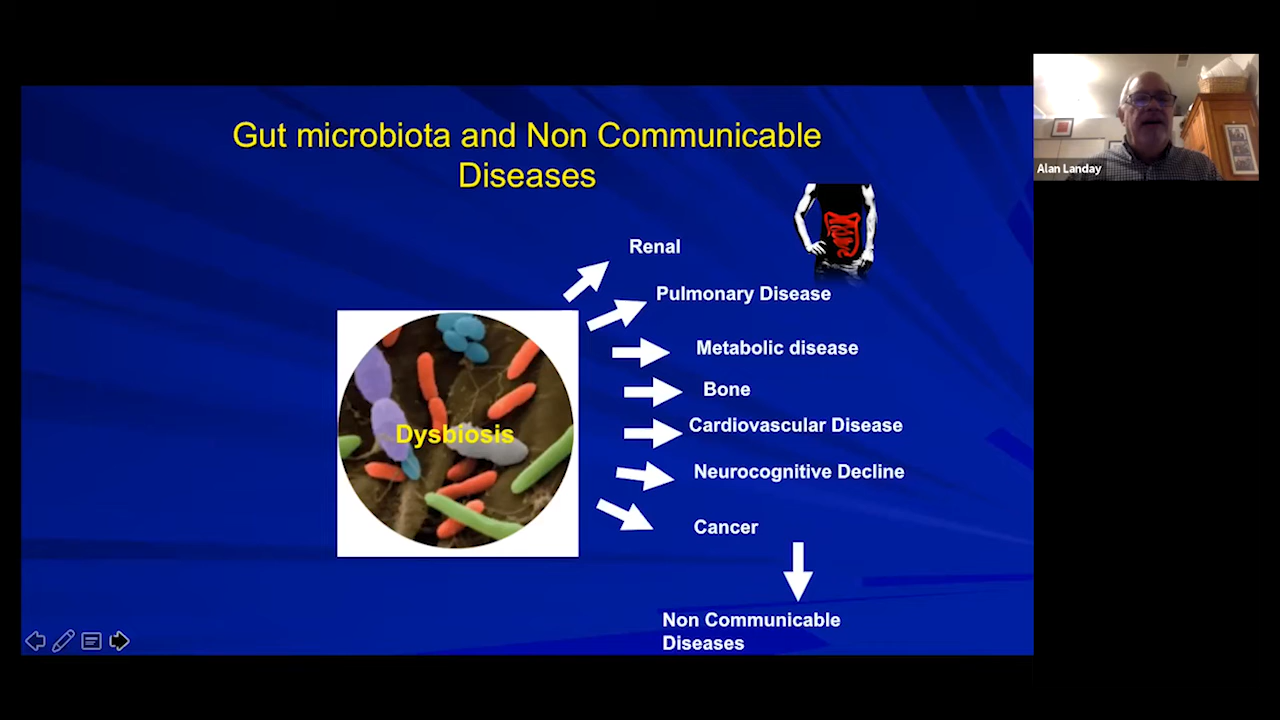 Gut microbiota and Non Communicable
Diseases
Alan Landay
Renal
Pulmonary Disease
Metabolic disease
Bone
Cardiovascular Disease
Dysbiosis
Neurocognitive Decline
Cancer
Non Communicable
Diseases